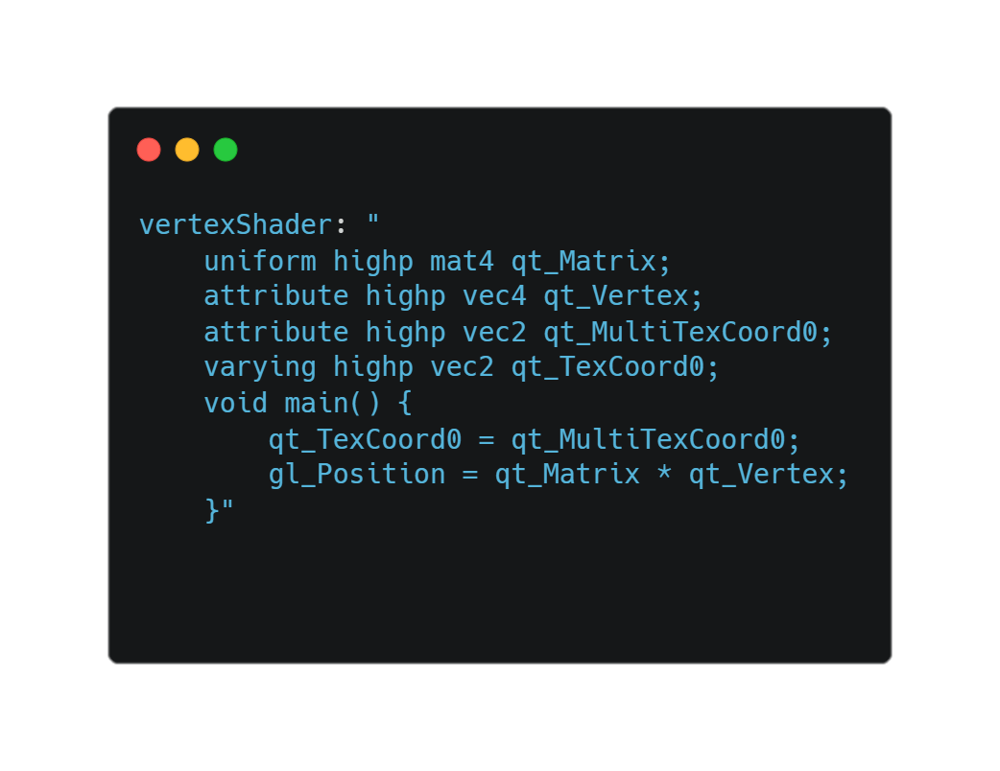 vertexShader: "
    uniform highp mat4 qt_Matrix;
    attribute highp vec4 qt_Vertex;
    attribute highp vec2 qt_MultiTexCoord0;
    varying highp vec2 qt_TexCoord0;
    void main() {
        qt_TexCoord0 = qt_MultiTexCoord0;
        gl_Position = qt_Matrix * qt_Vertex;
    }"